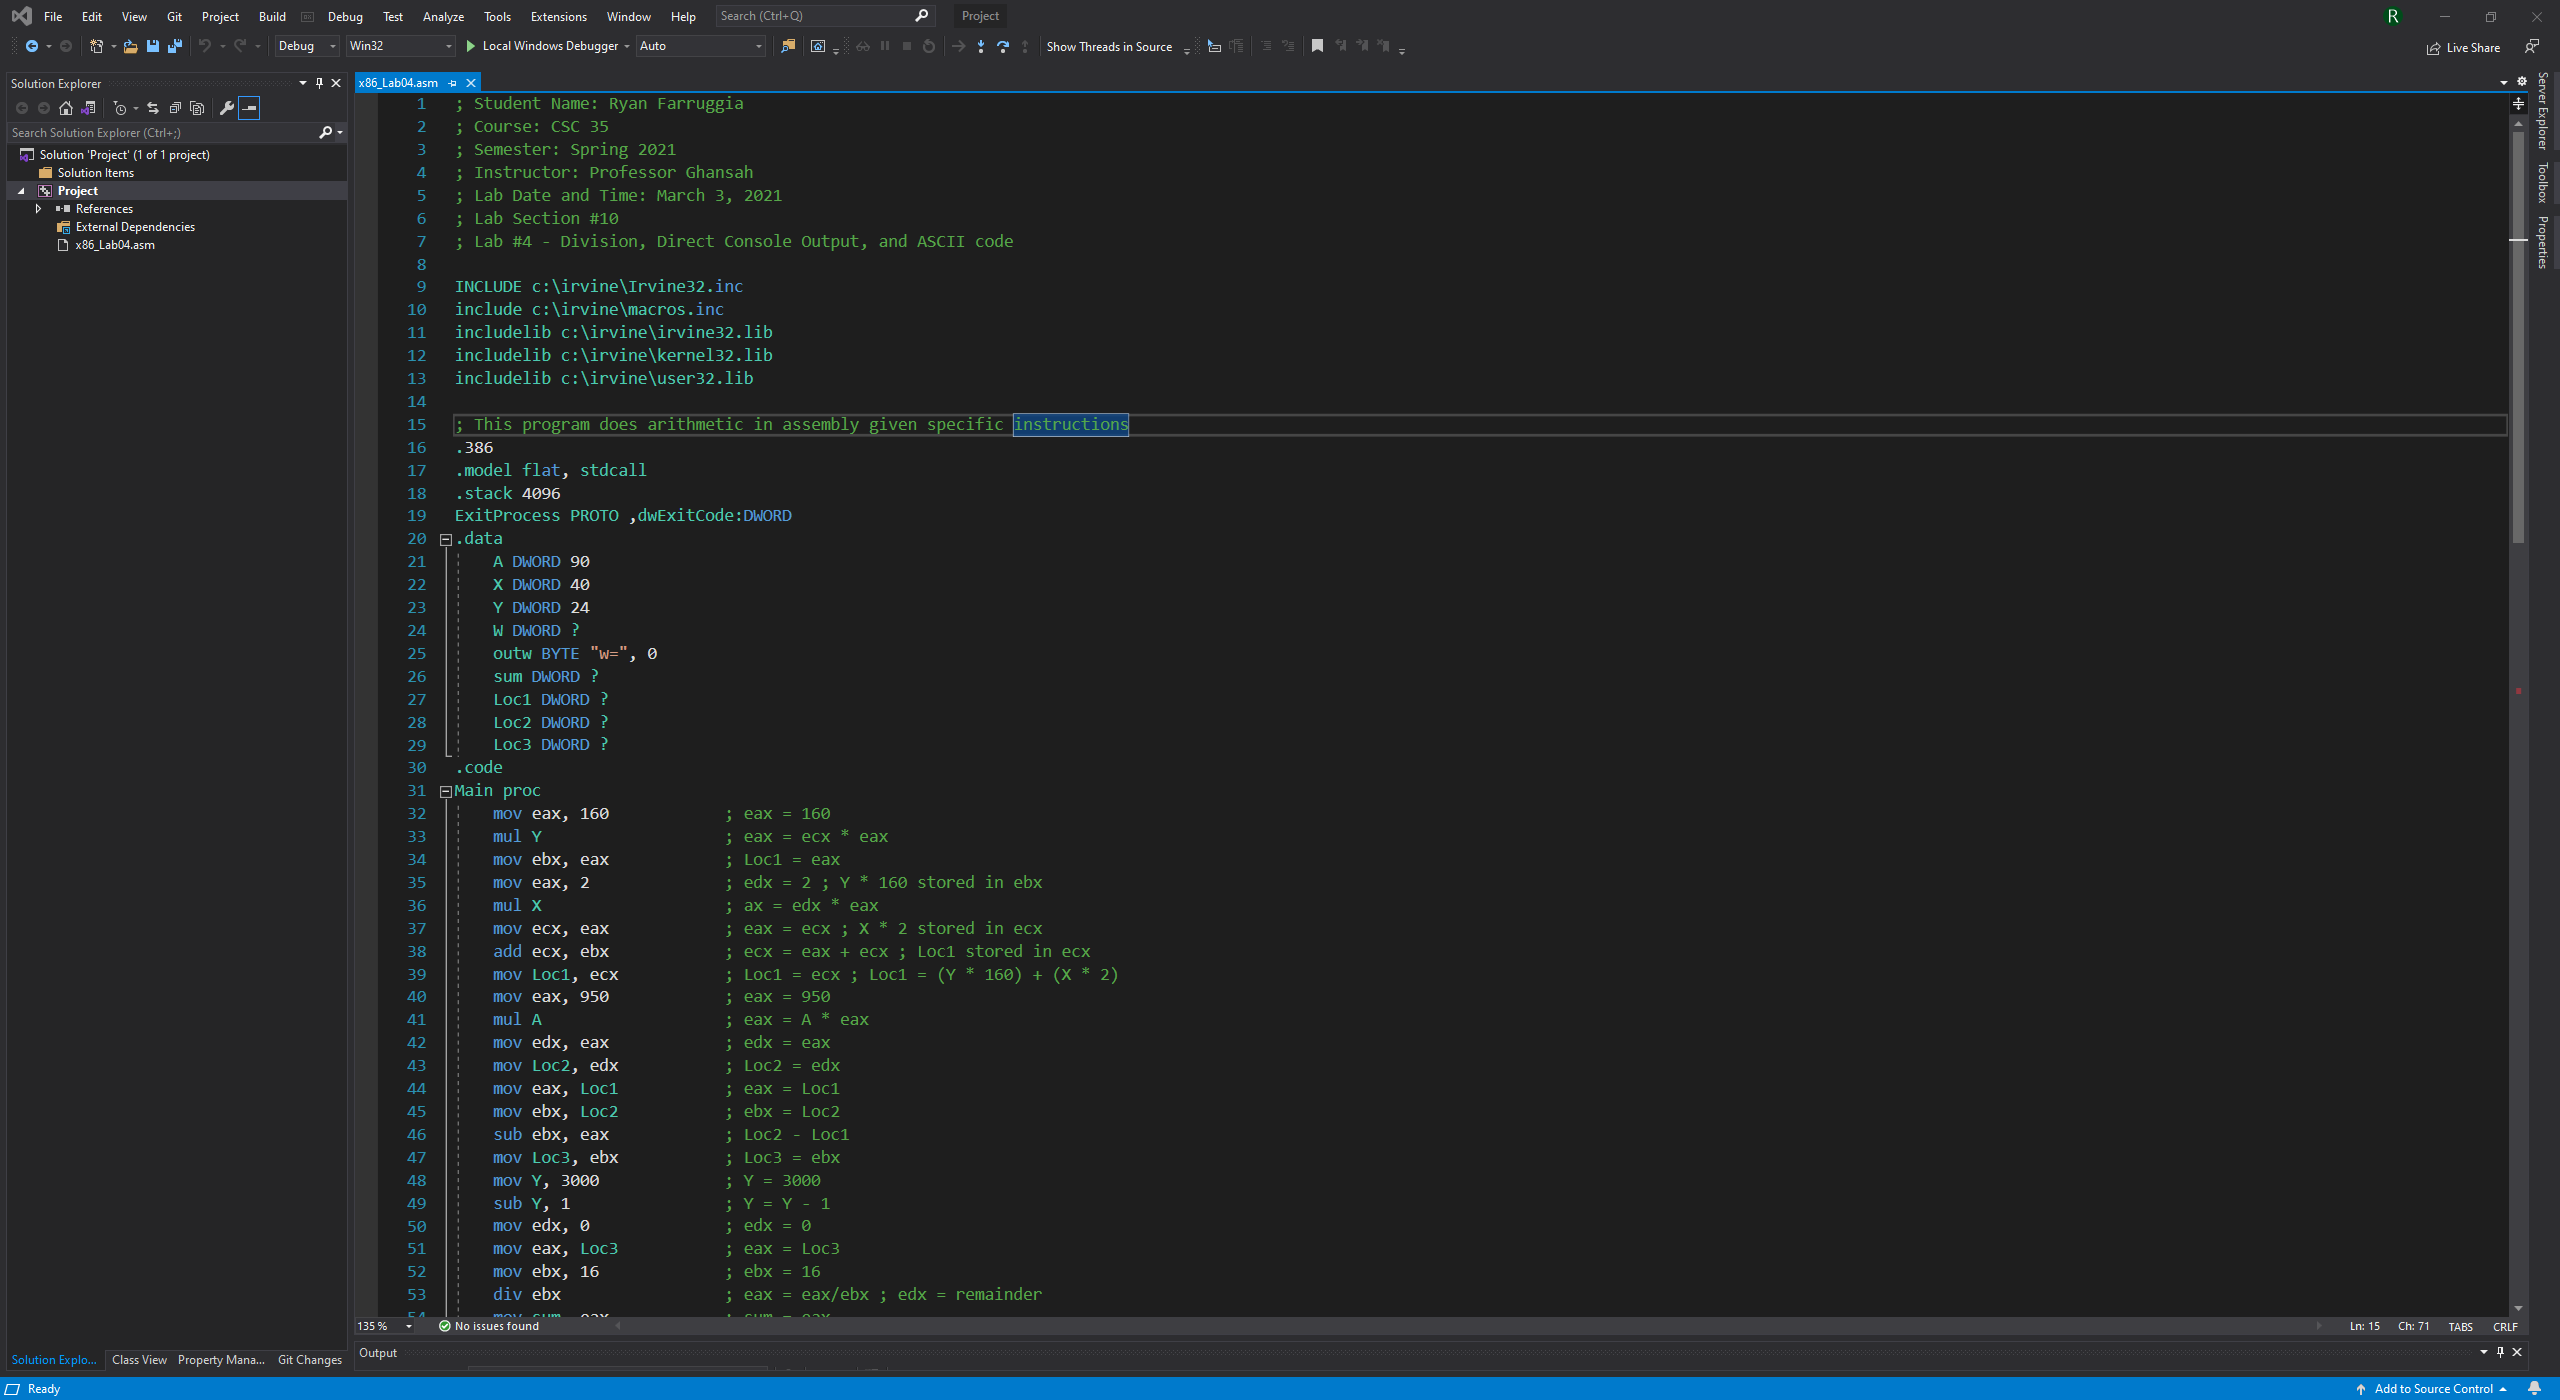 File Edit View Git Project Build Debug Test Analyze Tools Extensions Window Help Search (Ctrl+Q) Project R
Debug Win32 Local Windows Debugger Auto Show Threads in Source Live Share
Solution Explorer
Search Solution Explorer (Ctrl+;)
Solution 'Project' (1 of 1 project)
Solution Items
Project
References
External Dependencies
x86_Lab04.asm
Solution Explo... Class View Property Mana... Git Changes
x86_Lab04.asm
1 ; Student Name: Ryan Farruggia
2 ; Course: CSC 35
3 ; Semester: Spring 2021
4 ; Instructor: Professor Ghansah
5 ; Lab Date and Time: March 3, 2021
6 ; Lab Section #10
7 ; Lab #4 - Division, Direct Console Output, and ASCII code
8
9 INCLUDE c:\irvine\Irvine32.inc
10 include c:\irvine\macros.inc
11 includelib c:\irvine\irvine32.lib
12 includelib c:\irvine\kernel32.lib
13 includelib c:\irvine\user32.lib
14
15 ; This program does arithmetic in assembly given specific instructions
16 .386
17 .model flat, stdcall
18 .stack 4096
19 ExitProcess PROTO ,dwExitCode:DWORD
20 .data
21 A DWORD 90
22 X DWORD 40
23 Y DWORD 24
24 W DWORD ?
25 outw BYTE "w=", 0
26 sum DWORD ?
27 Loc1 DWORD ?
28 Loc2 DWORD ?
29 Loc3 DWORD ?
30 .code
31 Main proc
32 mov eax, 160 ; eax = 160
33 mul Y ; eax = ecx * eax
34 mov ebx, eax ; Loc1 = eax
35 mov eax, 2 ; edx = 2 ; Y * 160 stored in ebx
36 mul X ; ax = edx * eax
37 mov ecx, eax ; eax = ecx ; X * 2 stored in ecx
38 add ecx, ebx ; ecx = eax + ecx ; Loc1 stored in ecx
39 mov Loc1, ecx ; Loc1 = ecx ; Loc1 = (Y * 160) + (X * 2)
40 mov eax, 950 ; eax = 950
41 mul A ; eax = A * eax
42 mov edx, eax ; edx = eax
43 mov Loc2, edx ; Loc2 = edx
44 mov eax, Loc1 ; eax = Loc1
45 mov ebx, Loc2 ; ebx = Loc2
46 sub ebx, eax ; Loc2 - Loc1
47 mov Loc3, ebx ; Loc3 = ebx
48 mov Y, 3000 ; Y = 3000
49 sub Y, 1 ; Y = Y - 1
50 mov edx, 0 ; edx = 0
51 mov eax, Loc3 ; eax = Loc3
52 mov ebx, 16 ; ebx = 16
53 div ebx ; eax = eax/ebx ; edx = remainder
54 mov sum, eax ; sum = eax
135 % No issues found Ln: 15 Ch: 71 TABS CRLF
Output
Server Explorer
Toolbox
Properties
Ready Add to Source Control